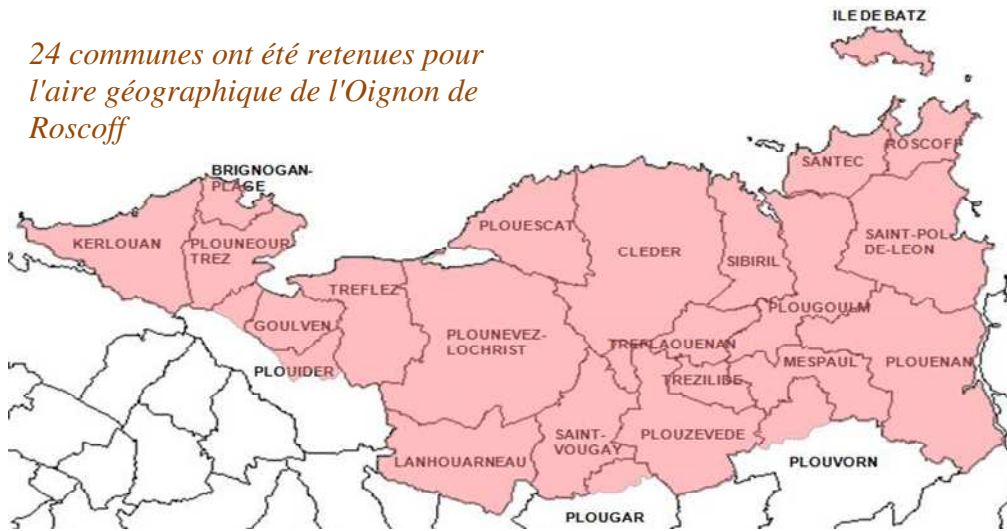 24 communes ont été retenues pour
l'aire géographique de l'Oignon de
Roscoff
ILE DE BATZ
ROSCOFF
SANTEC
BRIGNOGAN-
PLAGE
PLOUESCAT
KERLOUAN
PLOUNEOUR
TREZ
CLEDER
SIBIRIL
SAINT-POL-
DE-LEON
TREFLEZ
GOULVEN
PLOUNEVEZ-
LOCHRIST
PLOUGOULM
TREFLAOUENAN
MESPAUL
PLOUENAN
PLOUIDER
TREZILIDE
LANHOUARNEAU
SAINT-
VOUGAY
PLOUZEVEDE
PLOUVORN
PLOUGAR